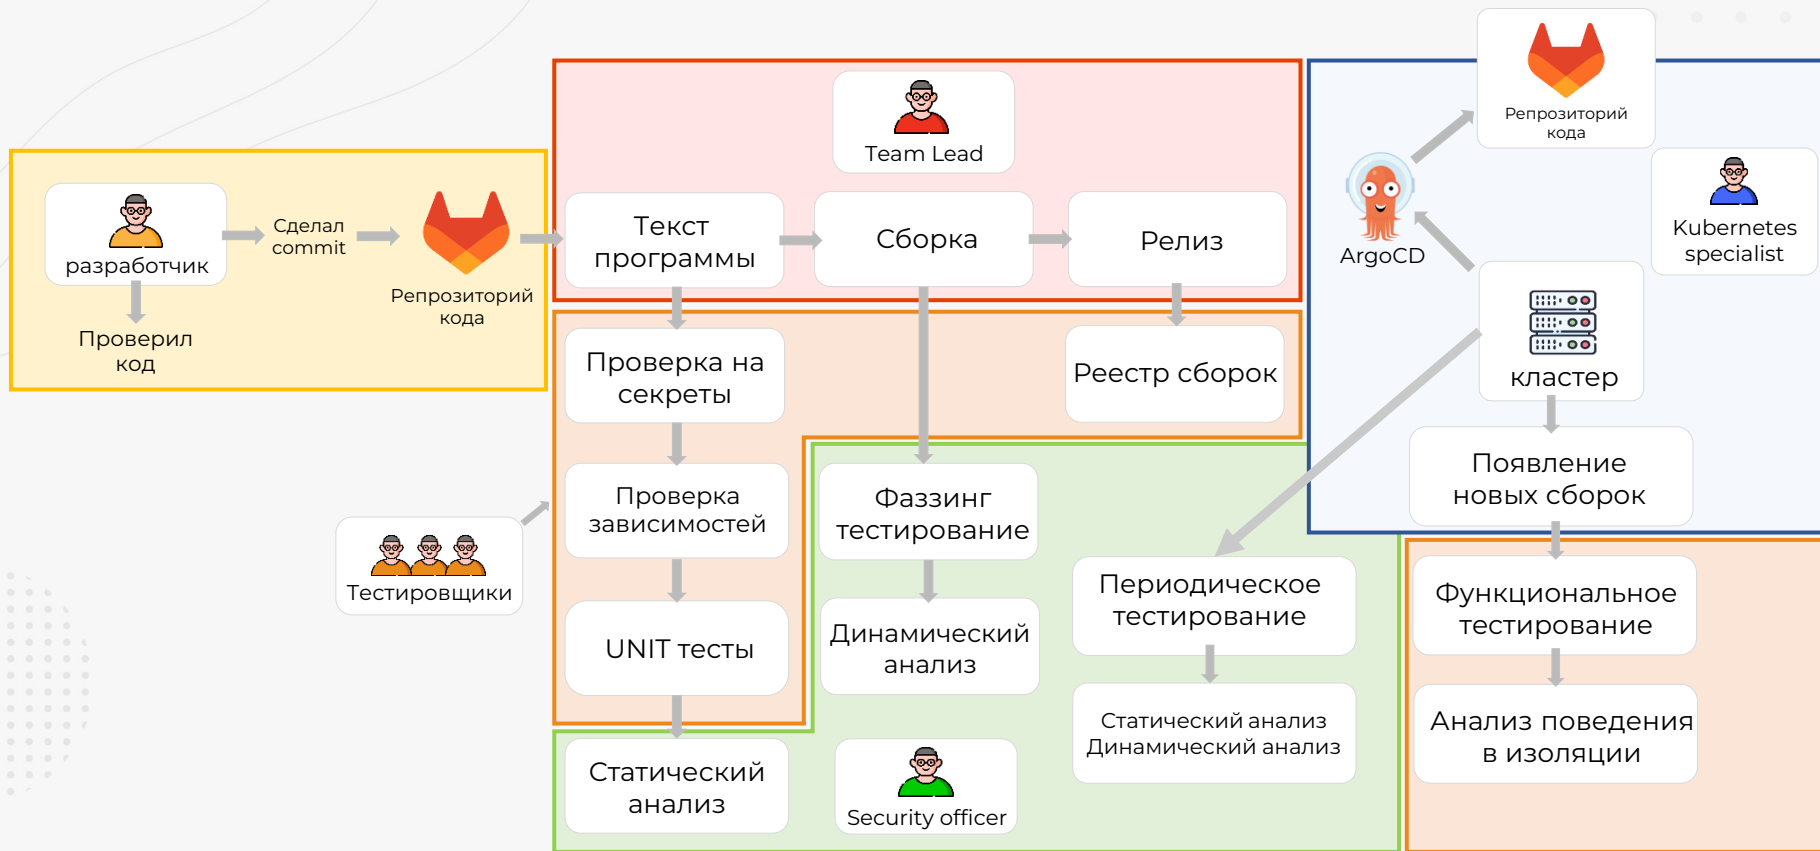 разработчик
Проверил
код
Сделал
commit
Репрозиторий
кода
Team Lead
Текст
программы
Сборка
Релиз
Проверка на
секреты
Реестр сборок
Проверка
зависимостей
Тестировщики
UNIT тесты
Статический
анализ
Фаззинг
тестирование
Динамический
анализ
Security officer
Периодическое
тестирование
Статический анализ
Динамический анализ
Репрозиторий
кода
ArgoCD
Kubernetes
specialist
кластер
Появление
новых сборок
Функциональное
тестирование
Анализ поведения
в изоляции